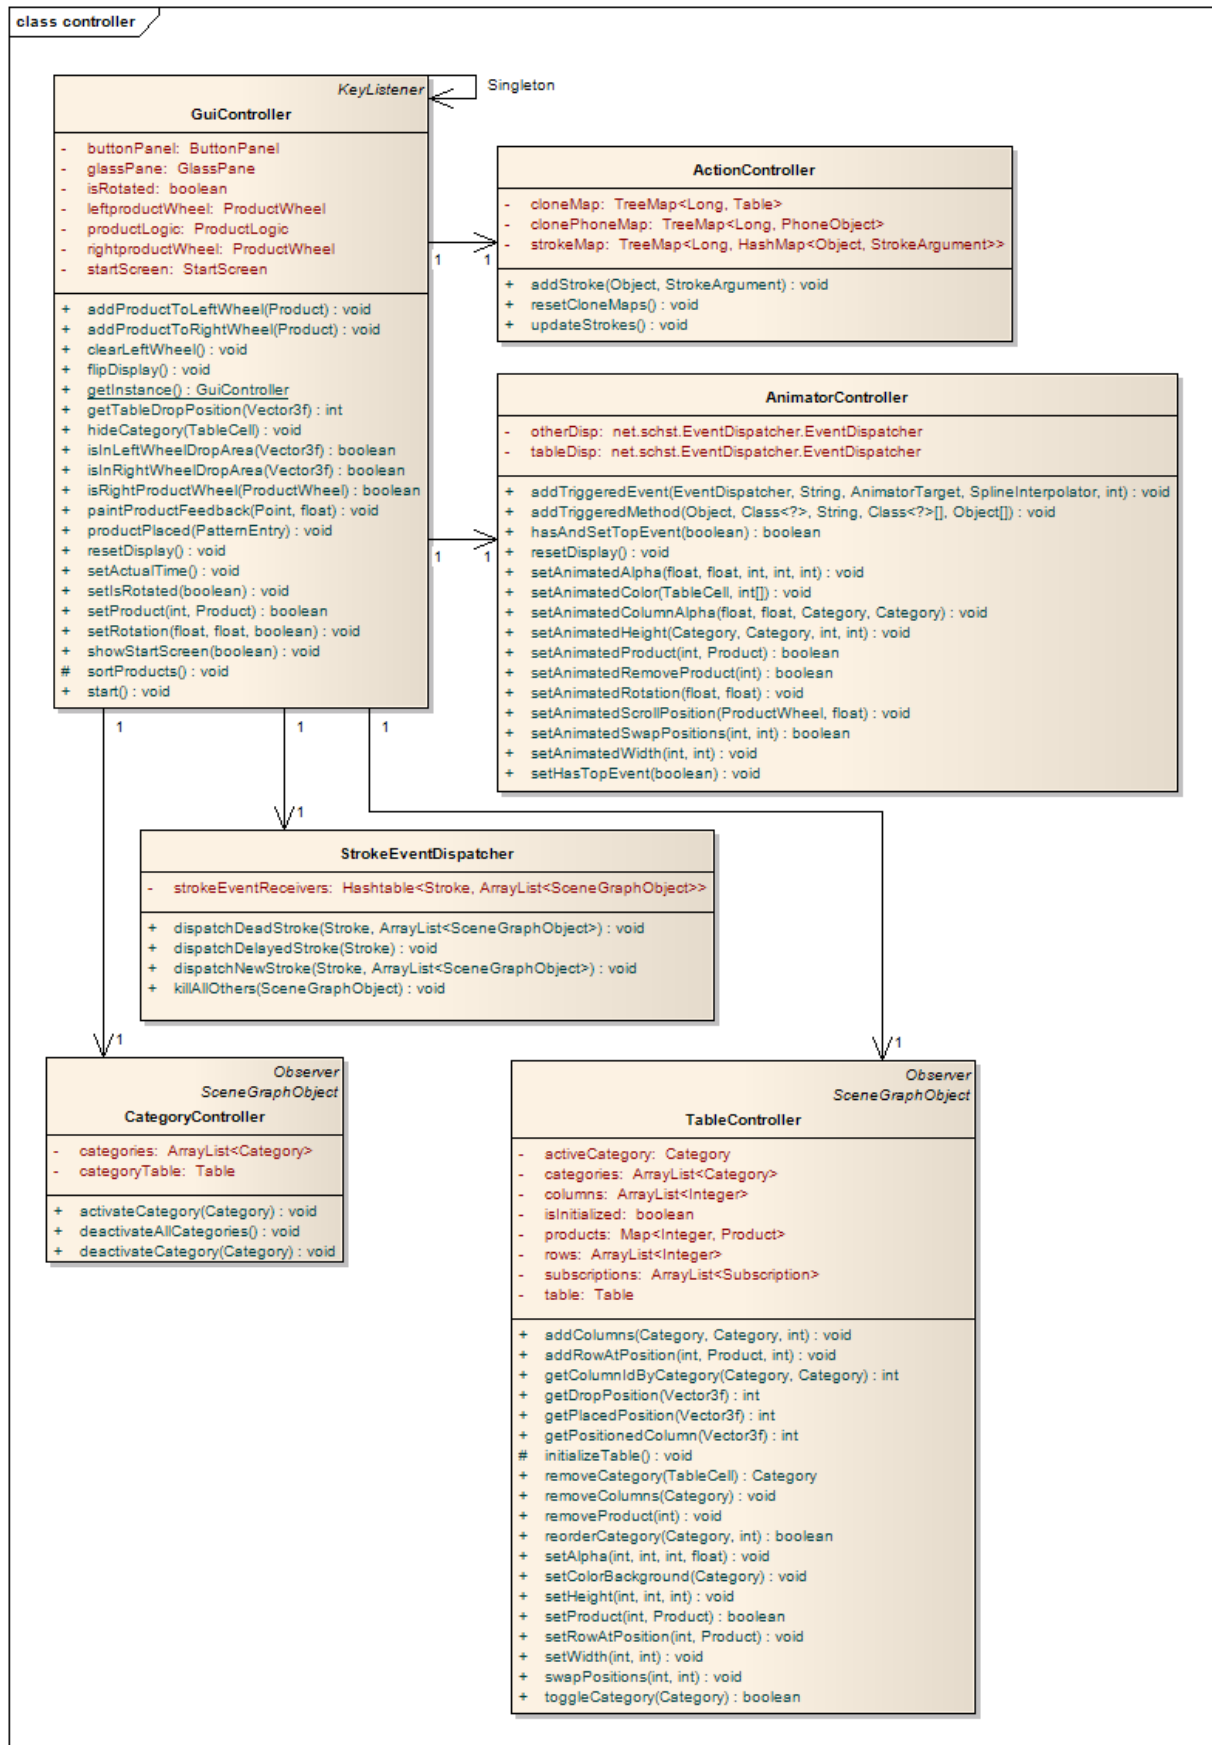 class controller
KeyListener
GuiController
- buttonPanel: ButtonPanel
- glassPane: GlassPane
- isRotated: boolean
- leftproductWheel: ProductWheel
- productLogic: ProductLogic
- rightproductWheel: ProductWheel
- startScreen: StartScreen
+ addProductToLeftWheel(Product) : void
+ addProductToRightWheel(Product) : void
+ clearLeftWheel() : void
+ flipDisplay() : void
+ getInstance() : GuiController
+ getTableDropPosition(Vector3f) : int
+ hideCategory(TableCell) : void
+ isInLeftWheelDropArea(Vector3f) : boolean
+ isInRightWheelDropArea(Vector3f) : boolean
+ isRightProductWheel(ProductWheel) : boolean
+ paintProductFeedback(Point, float) : void
+ productPlaced(PatternEntry) : void
+ resetDisplay() : void
+ setActualTime() : void
+ setIsRotated(boolean) : void
+ setProduct(int, Product) : boolean
+ setRotation(float, float, boolean) : void
+ showStartScreen(boolean) : void
# sortProducts() : void
+ start() : void
Singleton
1 1
ActionController
- cloneMap: TreeMap<Long, Table>
- clonePhoneMap: TreeMap<Long, PhoneObject>
- strokeMap: TreeMap<Long, HashMap<Object, StrokeArgument>>
+ addStroke(Object, StrokeArgument) : void
+ resetCloneMaps() : void
+ updateStrokes() : void
1 1
AnimatorController
- otherDisp: net.schst.EventDispatcher.EventDispatcher
- tableDisp: net.schst.EventDispatcher.EventDispatcher
+ addTriggeredEvent(EventDispatcher, String, AnimatorTarget, SplineInterpolator, int) : void
+ addTriggeredMethod(Object, Class<?>, String, Class<?>[], Object[]) : void
+ hasAndSetTopEvent(boolean) : boolean
+ resetDisplay() : void
+ setAnimatedAlpha(float, float, int, int, int) : void
+ setAnimatedColor(TableCell, int[]) : void
+ setAnimatedColumnAlpha(float, float, Category, Category) : void
+ setAnimatedHeight(Category, Category, int, int) : void
+ setAnimatedProduct(int, Product) : boolean
+ setAnimatedRemoveProduct(int) : boolean
+ setAnimatedRotation(float, float) : void
+ setAnimatedScrollPosition(ProductWheel, float) : void
+ setAnimatedSwapPositions(int, int) : boolean
+ setAnimatedWidth(int, int) : void
+ setHasTopEvent(boolean) : void
1 1 1
1
StrokeEventDispatcher
- strokeEventReceivers: Hashtable<Stroke, ArrayList<SceneGraphObject>>
+ dispatchDeadStroke(Stroke, ArrayList<SceneGraphObject>) : void
+ dispatchDelayedStroke(Stroke) : void
+ dispatchNewStroke(Stroke, ArrayList<SceneGraphObject>) : void
+ killAllOthers(SceneGraphObject) : void
1
Observer
SceneGraphObject
CategoryController
- categories: ArrayList<Category>
- categoryTable: Table
+ activateCategory(Category) : void
+ deactivateAllCategories() : void
+ deactivateCategory(Category) : void
1
Observer
SceneGraphObject
TableController
- activeCategory: Category
- categories: ArrayList<Category>
- columns: ArrayList<Integer>
- isInitialized: boolean
- products: Map<Integer, Product>
- rows: ArrayList<Integer>
- subscriptions: ArrayList<Subscription>
- table: Table
+ addColumns(Category, Category, int) : void
+ addRowAtPosition(int, Product, int) : void
+ getColumnIdByCategory(Category, Category) : int
+ getDropPosition(Vector3f) : int
+ getPlacedPosition(Vector3f) : int
+ getPositionedColumn(Vector3f) : int
# initializeTable() : void
+ removeCategory(TableCell) : Category
+ removeColumns(Category) : void
+ removeProduct(int) : void
+ reorderCategory(Category, int) : boolean
+ setAlpha(int, int, int, float) : void
+ setColorBackground(Category) : void
+ setHeight(int, int, int) : void
+ setProduct(int, Product) : boolean
+ setRowAtPosition(int, Product) : void
+ setWidth(int, int) : void
+ swapPositions(int, int) : void
+ toggleCategory(Category) : boolean